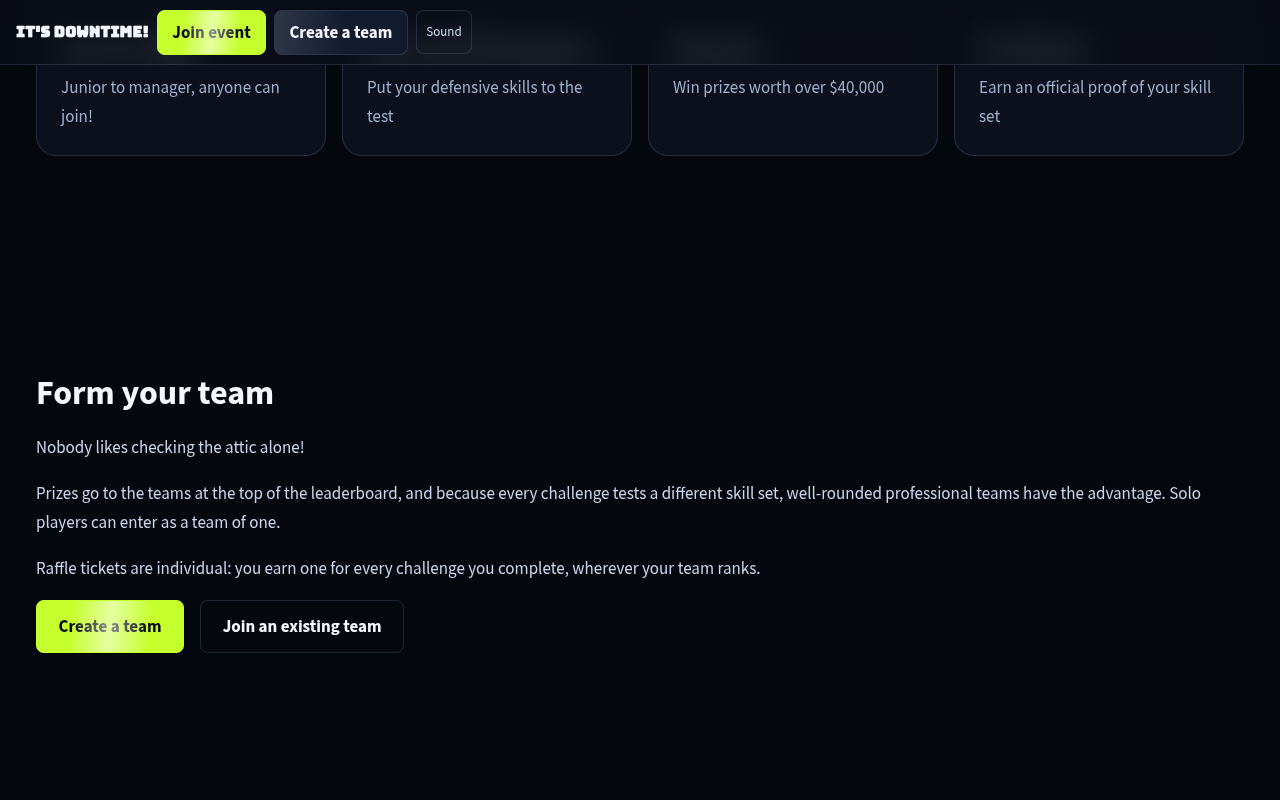 IT'S DOWNTIME!
Join event
Create a team
Sound
Junior to manager, anyone can
join!
Put your defensive skills to the
test
Win prizes worth over $40,000
Earn an official proof of your skill
set
Form your team
Nobody likes checking the attic alone!
Prizes go to the teams at the top of the leaderboard, and because every challenge tests a different skill set, well-rounded professional teams have the advantage. Solo
players can enter as a team of one.
Raffle tickets are individual: you earn one for every challenge you complete, wherever your team ranks.
Create a team
Join an existing team